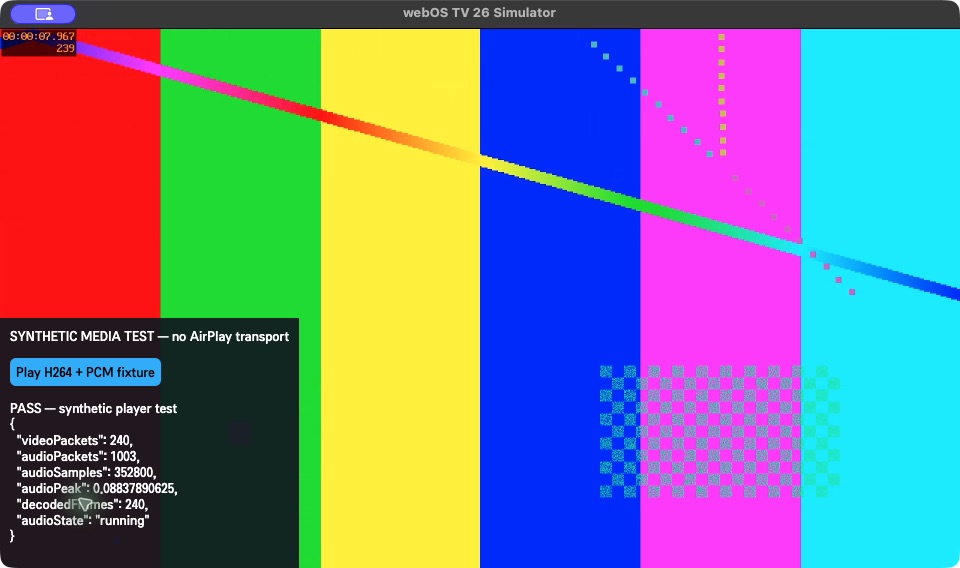 webOS TV 26 Simulator
00:00:07.967
239
SYNTHETIC MEDIA TEST — no AirPlay transport
Play H264 + PCM fixture
PASS — synthetic player test
{
"videoPackets": 240,
"audioPackets": 1003,
"audioSamples": 352800,
"audioPeak": 0.08837890625,
"decodedFrames": 240,
"audioState": "running"
}